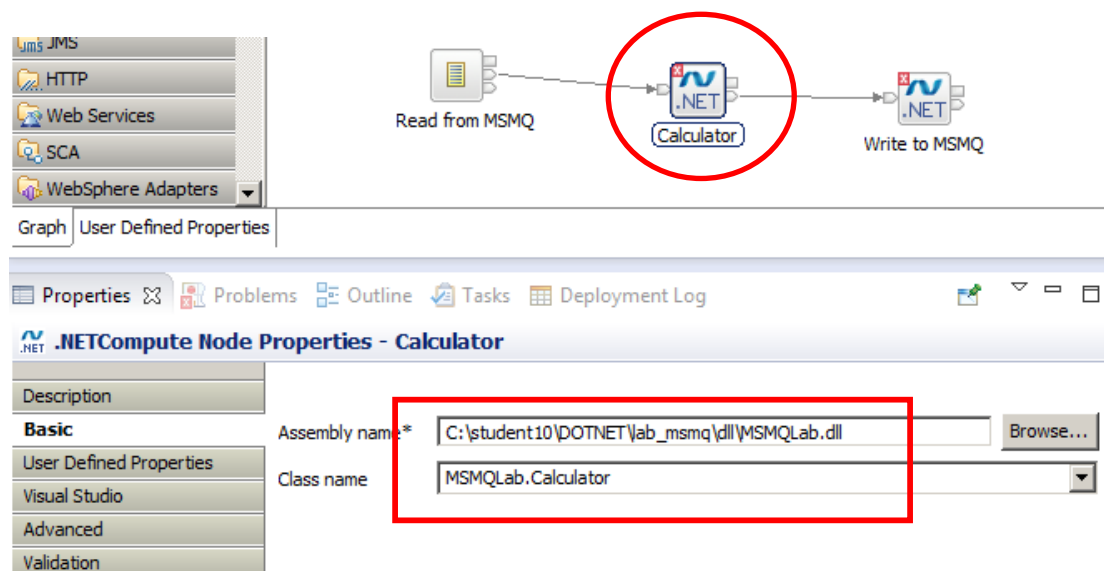 JMS
HTTP
Web Services
SCA
WebSphere Adapters
Read from MSMQ
.NET
Calculator
.NET
Write to MSMQ
Graph User Defined Properties
Properties Problems Outline Tasks Deployment Log
.NET .NETCompute Node Properties - Calculator
Description
Basic
User Defined Properties
Visual Studio
Advanced
Validation
Assembly name* C:\student10\DOTNET\lab_msmq\dll\MSMQLab.dll Browse...
Class name MSMQLab.Calculator